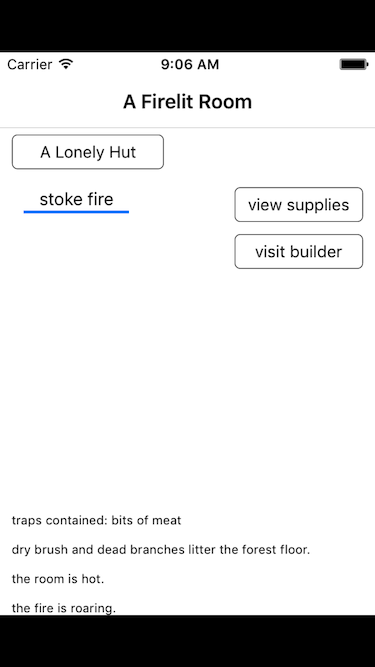 Carrier 9:06 AM
A Firelit Room
A Lonely Hut
stoke fire
view supplies
visit builder
traps contained: bits of meat
dry brush and dead branches litter the forest floor.
the room is hot.
the fire is roaring.